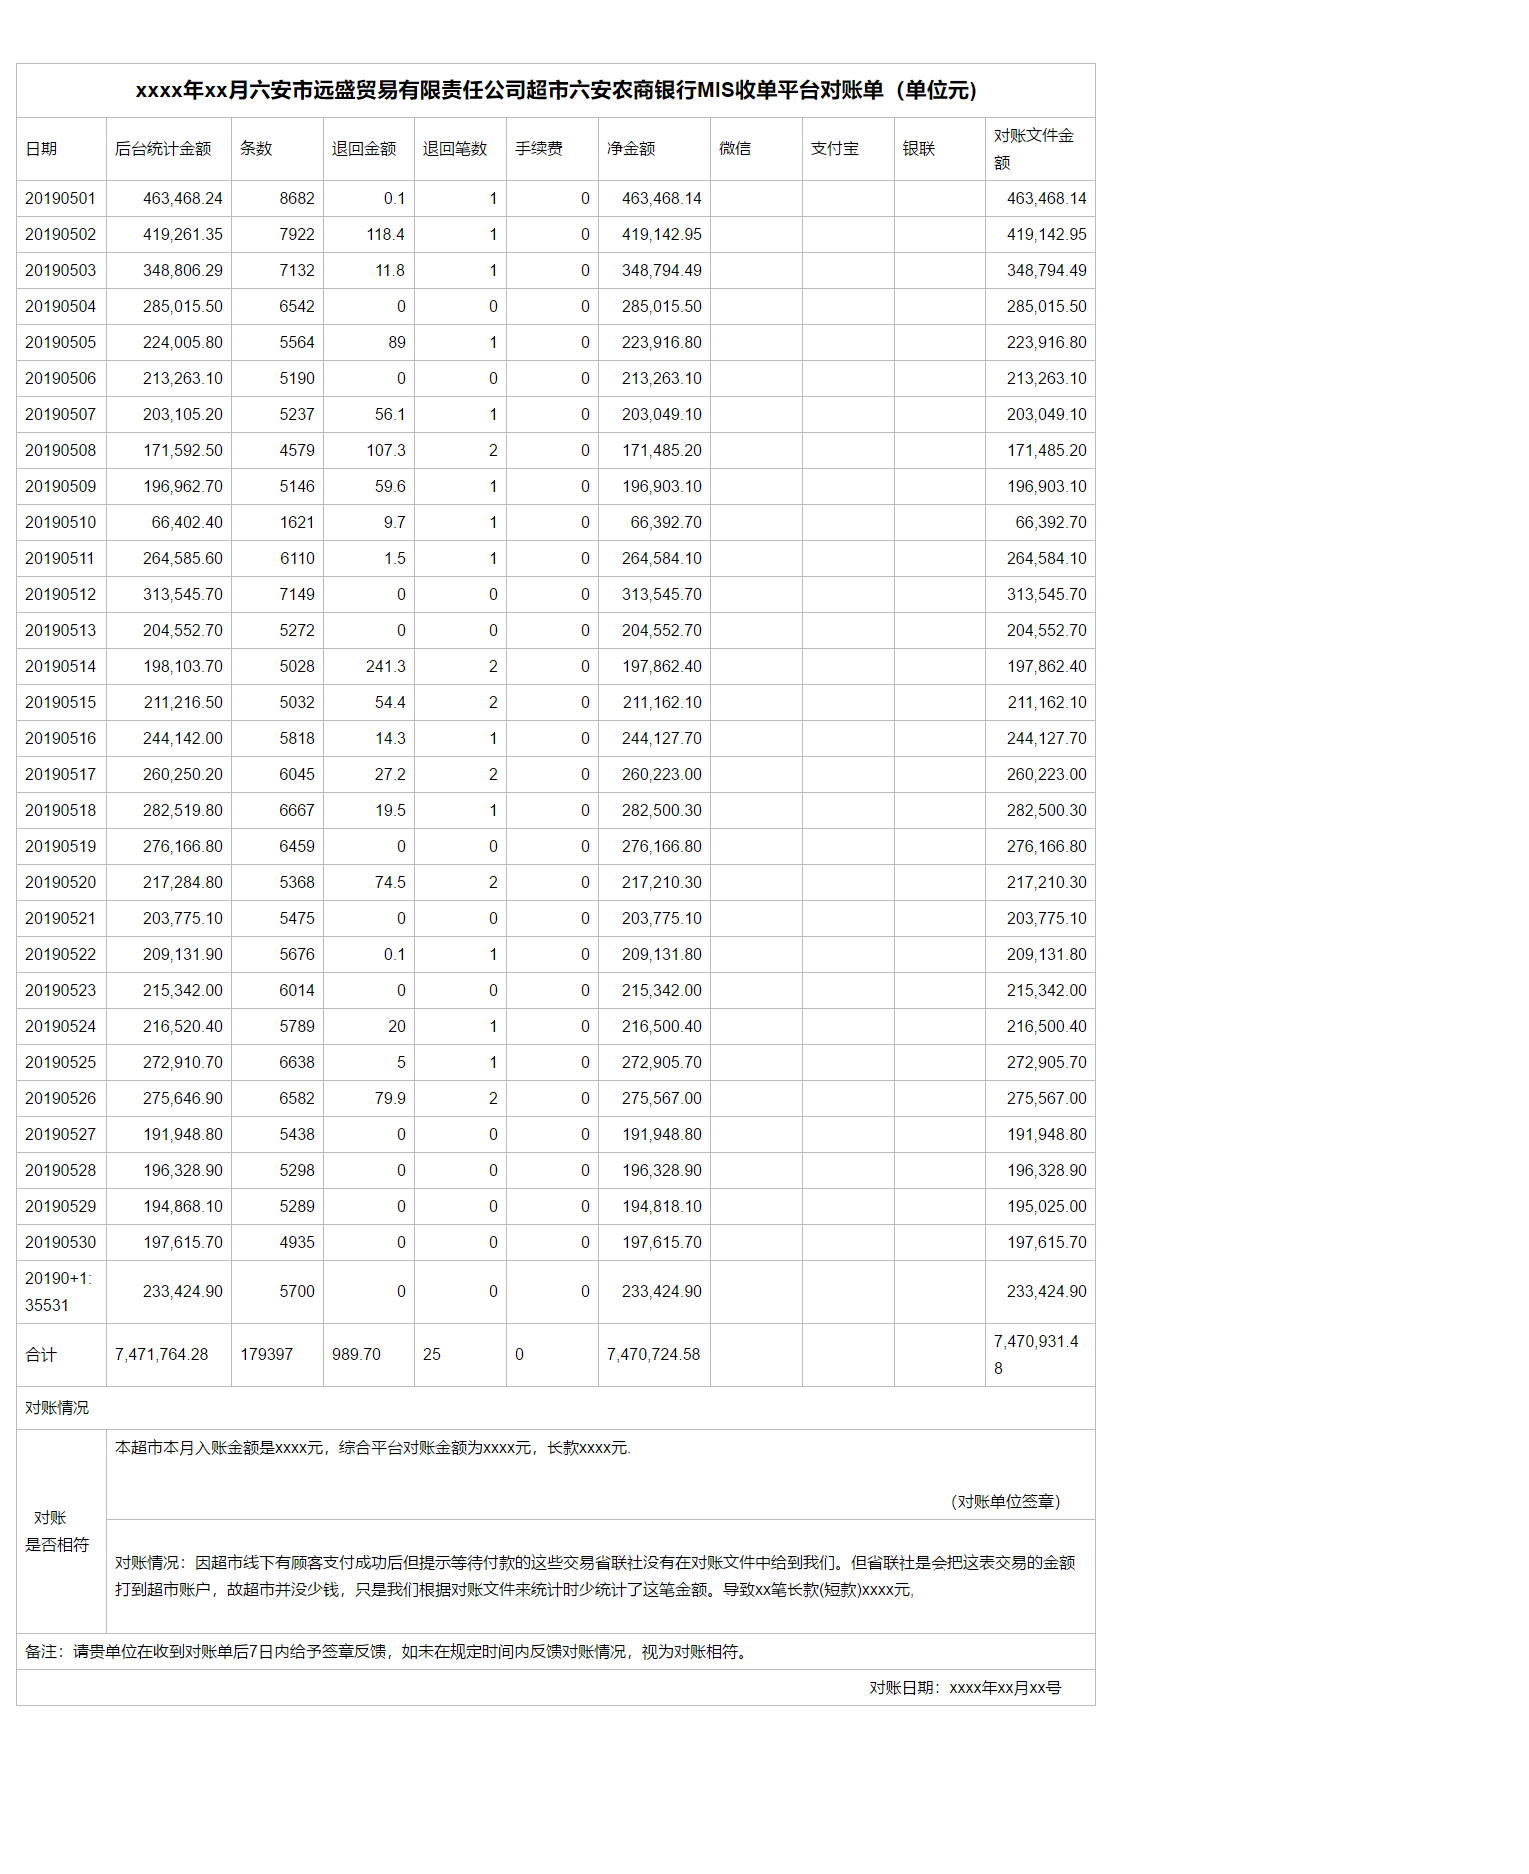 xxxx年xx月六安市远盛贸易有限责任公司超市六安农商银行MIS收单平台对账单（单位元)
日期 后台统计金额 条数 退回金额 退回笔数 手续费 净金额 微信 支付宝 银联 对账文件金额
20190501 463,468.24 8682 0.1 1 0 463,468.14 463,468.14
20190502 419,261.35 7922 118.4 1 0 419,142.95 419,142.95
20190503 348,806.29 7132 11.8 1 0 348,794.49 348,794.49
20190504 285,015.50 6542 0 0 0 285,015.50 285,015.50
20190505 224,005.80 5564 89 1 0 223,916.80 223,916.80
20190506 213,263.10 5190 0 0 0 213,263.10 213,263.10
20190507 203,105.20 5237 56.1 1 0 203,049.10 203,049.10
20190508 171,592.50 4579 107.3 2 0 171,485.20 171,485.20
20190509 196,962.70 5146 59.6 1 0 196,903.10 196,903.10
20190510 66,402.40 1621 9.7 1 0 66,392.70 66,392.70
20190511 264,585.60 6110 1.5 1 0 264,584.10 264,584.10
20190512 313,545.70 7149 0 0 0 313,545.70 313,545.70
20190513 204,552.70 5272 0 0 0 204,552.70 204,552.70
20190514 198,103.70 5028 241.3 2 0 197,862.40 197,862.40
20190515 211,216.50 5032 54.4 2 0 211,162.10 211,162.10
20190516 244,142.00 5818 14.3 1 0 244,127.70 244,127.70
20190517 260,250.20 6045 27.2 2 0 260,223.00 260,223.00
20190518 282,519.80 6667 19.5 1 0 282,500.30 282,500.30
20190519 276,166.80 6459 0 0 0 276,166.80 276,166.80
20190520 217,284.80 5368 74.5 2 0 217,210.30 217,210.30
20190521 203,775.10 5475 0 0 0 203,775.10 203,775.10
20190522 209,131.90 5676 0.1 1 0 209,131.80 209,131.80
20190523 215,342.00 6014 0 0 0 215,342.00 215,342.00
20190524 216,520.40 5789 20 1 0 216,500.40 216,500.40
20190525 272,910.70 6638 5 1 0 272,905.70 272,905.70
20190526 275,646.90 6582 79.9 2 0 275,567.00 275,567.00
20190527 191,948.80 5438 0 0 0 191,948.80 191,948.80
20190528 196,328.90 5298 0 0 0 196,328.90 196,328.90
20190529 194,868.10 5289 0 0 0 194,818.10 195,025.00
20190530 197,615.70 4935 0 0 0 197,615.70 197,615.70
20190+1:35531 233,424.90 5700 0 0 0 233,424.90 233,424.90
合计 7,471,764.28 179397 989.70 25 0 7,470,724.58 7,470,931.48
对账情况
本超市本月入账金额是xxxx元，综合平台对账金额为xxxx元，长款xxxx元.
（对账单位签章）
对账
是否相符
对账情况：因超市线下有顾客支付成功后但提示等待付款的这些交易省联社没有在对账文件中给到我们。但省联社是会把这表交易的金额
打到超市账户，故超市并没少钱，只是我们根据对账文件来统计时少统计了这笔金额。导致xx笔长款(短款)xxxx元,
备注：请贵单位在收到对账单后7日内给予签章反馈，如未在规定时间内反馈对账情况，视为对账相符。
对账日期：xxxx年xx月xx号